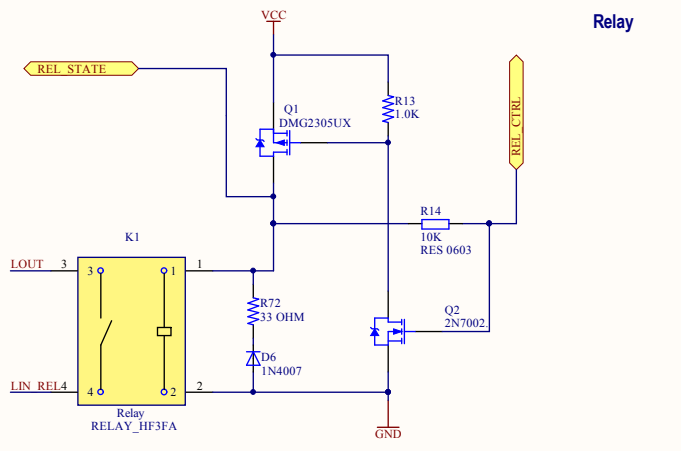 VCC
Relay
REL_STATE
Q1
DMG2305UX
R13
1.0K
REL_CTRL
R14
10K
RES 0603
K1
LOUT
3
3
1
1
R72
33 OHM
Q2
2N7002.
D6
1N4007
LIN_REL
4
4
2
2
Relay
RELAY_HF3FA
GND